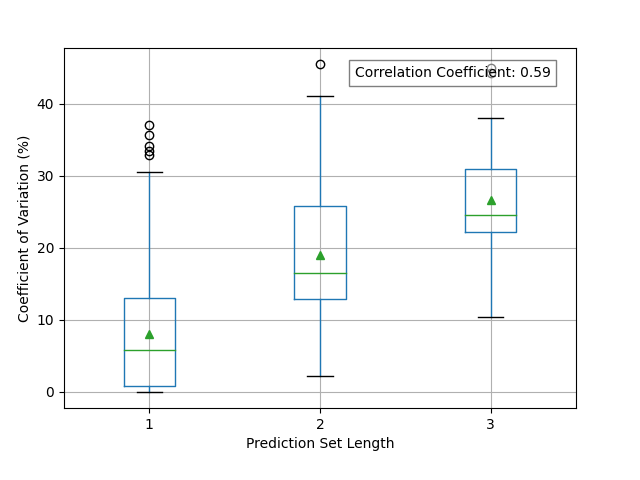 Correlation Coefficient: 0.59
Coefficient of Variation (%)
40
30
20
10
0
1 2 3
Prediction Set Length